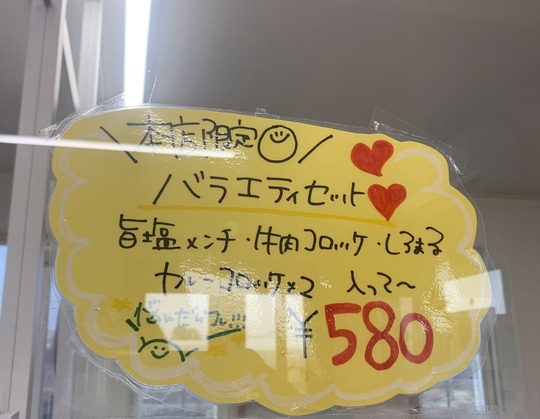 \本店限定/
バラエティセット
旨塩メンチ・牛肉コロッケ・しろまる
カレーコロッケ×2 入って〜
¥580